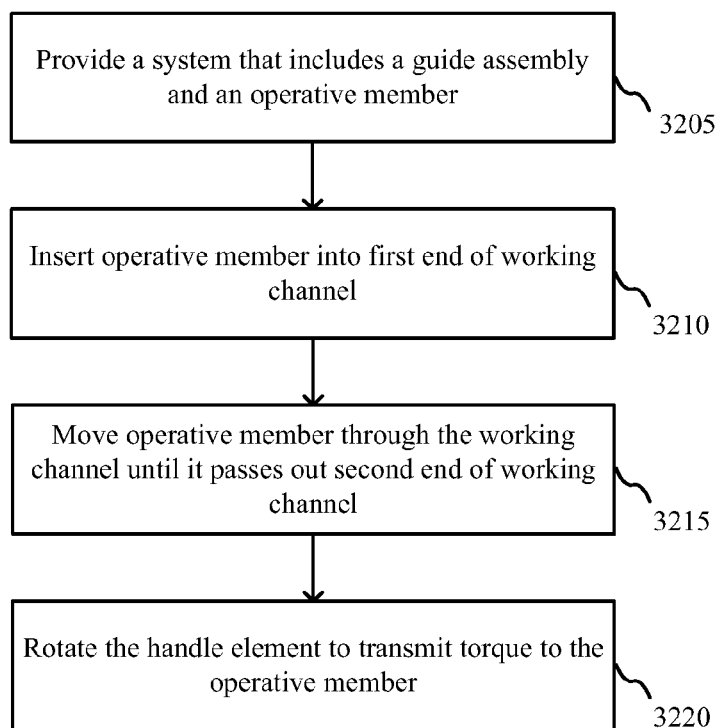 Provide a system that includes a guide assembly
and an operative member
3205
Insert operative member into first end of working
channel
3210
Move operative member through the working
channel until it passes out second end of working
channel
3215
Rotate the handle element to transmit torque to the
operative member
3220